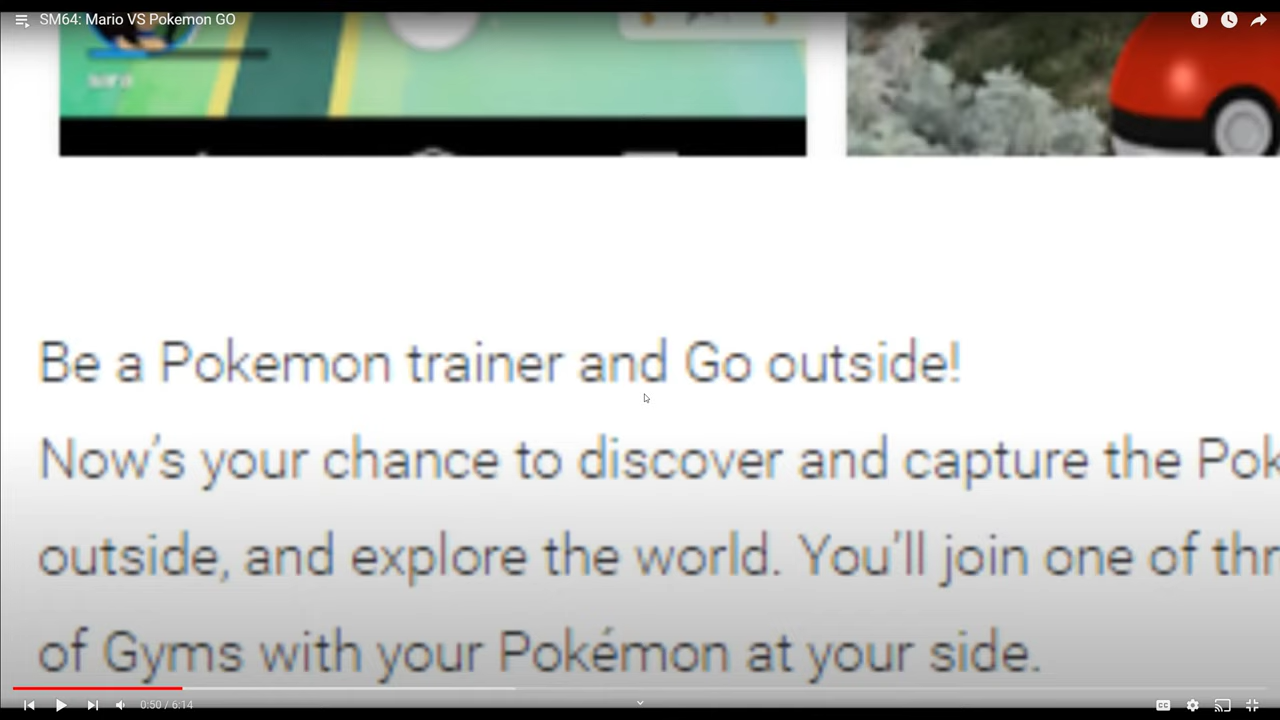 SM64: Mario VS Pokemon GO
Be a Pokemon trainer and Go outside!
Now's your chance to discover and capture the Pok
outside, and explore the world. You'll join one of thr
of Gyms with your Pokémon at your side.
0:50 / 6:14
CC